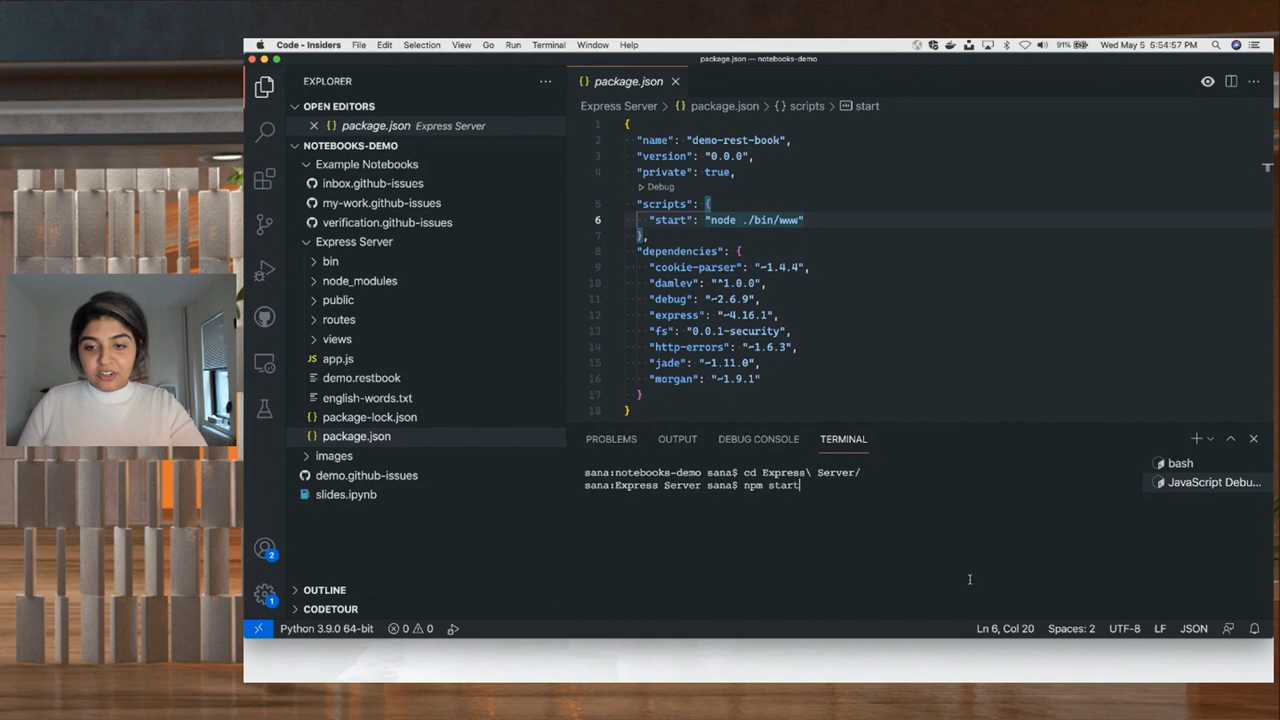 Code - Insiders File Edit Selection View Go Run Terminal Window Help 91% Wed May 5 5:54:57 PM
package.json — notebooks-demo
EXPLORER
OPEN EDITORS
package.json Express Server
NOTEBOOKS-DEMO
Example Notebooks
inbox.github-issues
my-work.github-issues
verification.github-issues
Express Server
bin
node_modules
public
routes
views
JS app.js
demo.restbook
english-words.txt
{} package-lock.json
{} package.json
images
demo.github-issues
slides.ipynb
OUTLINE
CODETOUR
{} package.json
Express Server > {} package.json > {} scripts > start
1 {
2 "name": "demo-rest-book",
3 "version": "0.0.0",
4 "private": true,
Debug
5 "scripts": {
6 "start": "node ./bin/www"
7 },
8 "dependencies": {
9 "cookie-parser": "~1.4.4",
10 "damlev": "^1.0.0",
11 "debug": "~2.6.9",
12 "express": "~4.16.1",
13 "fs": "0.0.1-security",
14 "http-errors": "~1.6.3",
15 "jade": "~1.11.0",
16 "morgan": "~1.9.1"
17 }
18 }
PROBLEMS OUTPUT DEBUG CONSOLE TERMINAL
sana:notebooks-demo sana$ cd Express\ Server/
sana:Express Server sana$ npm start
bash
JavaScript Debu...
2
1
Python 3.9.0 64-bit 0 0 Ln 6, Col 20 Spaces: 2 UTF-8 LF JSON